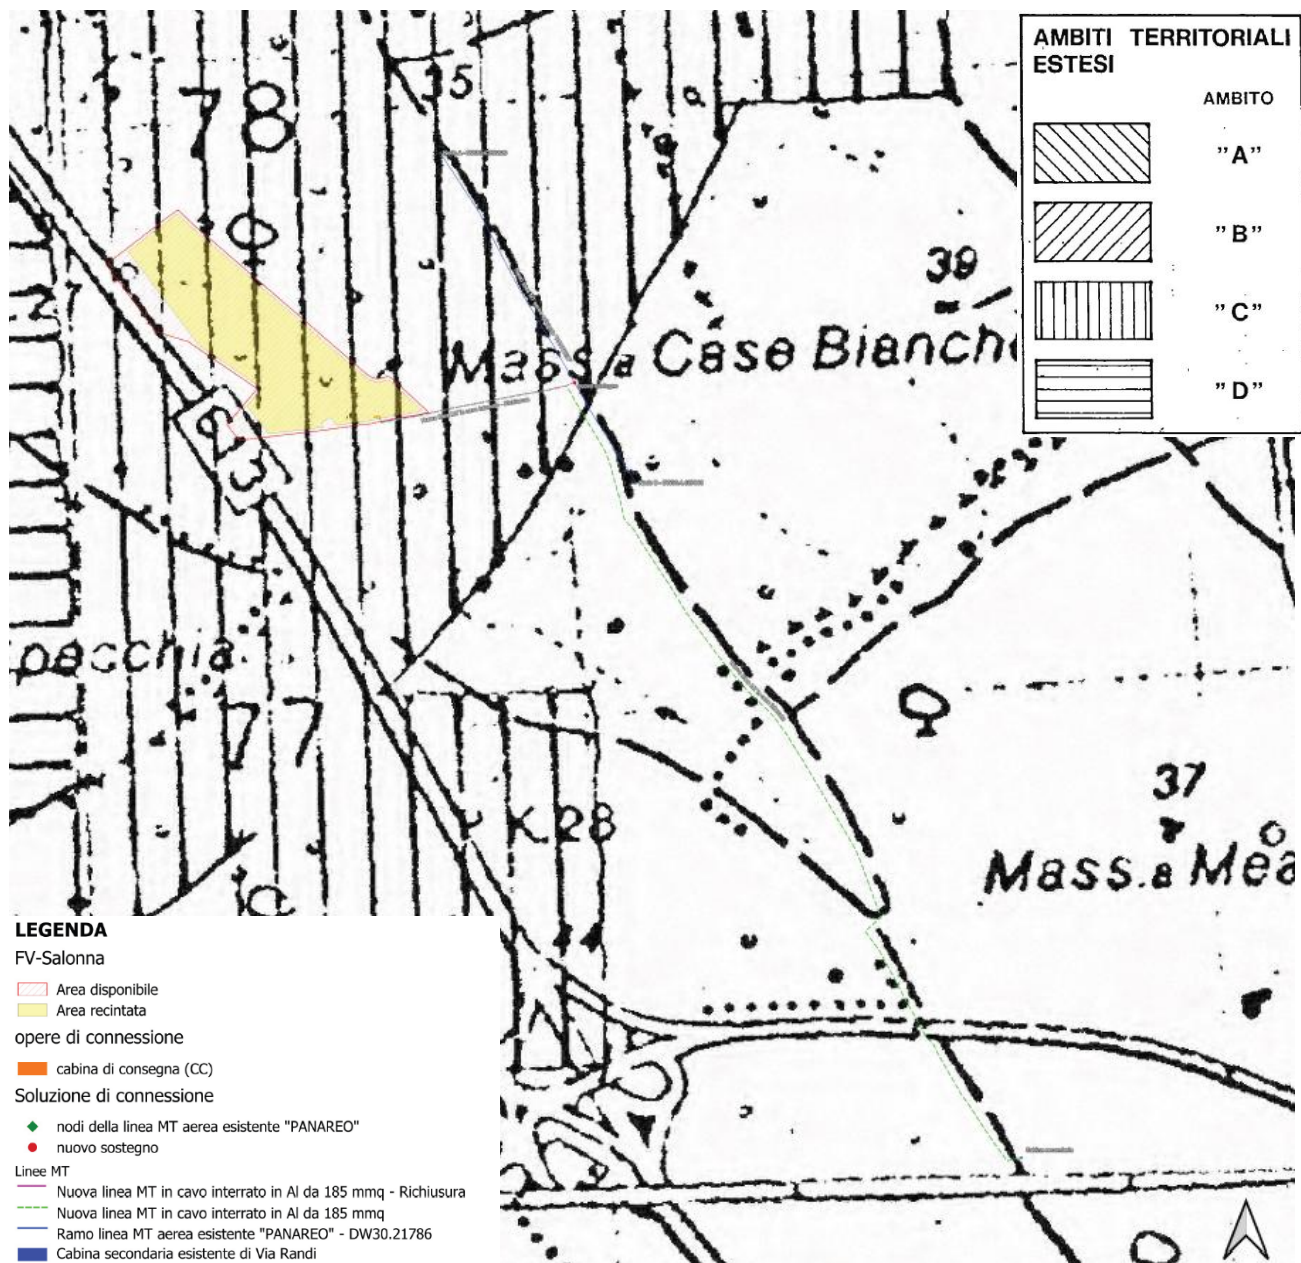 AMBITI TERRITORIALI
ESTESI
AMBITO
"A"
"B"
"C"
"D"
35
78
39
Mass.a Case Bianch
613
pacchia
77
K 28
37
Mass.a Mea
LEGENDA
FV-Salonna
Area disponibile
Area recintata
opere di connessione
cabina di consegna (CC)
Soluzione di connessione
nodi della linea MT aerea esistente "PANAREO"
nuovo sostegno
Linee MT
Nuova linea MT in cavo interrato in Al da 185 mmq - Richiusura
Nuova linea MT in cavo interrato in Al da 185 mmq
Ramo linea MT aerea esistente "PANAREO" - DW30.21786
Cabina secondaria esistente di Via Randi